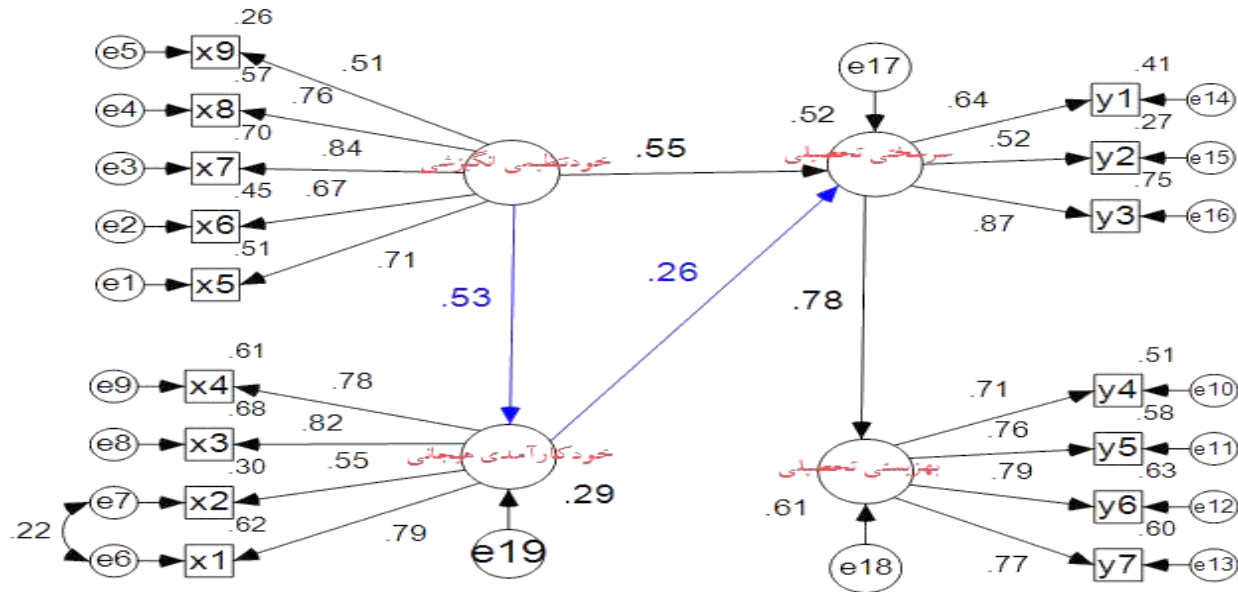 .26
e5 x9 .51
.57
e4 x8 .76
.70
e3 x7 .84
.45
e2 x6 .67
.51
e1 x5 .71
خودتنظیمی انگیزشی
.55
.53
.26
e17
.52
سرسختی تحصیلی
.41
.64 y1 e14
.27
.52 y2 e15
.75
.87 y3 e16
.78
.61
e9 x4 .78
.68
e8 x3 .82
.30
e7 x2 .55
.62
e6 x1 .79
.22
خودکارآمدی هیجانی
.29
e19
بهزیستی تحصیلی
.61
e18
.51
.71 y4 e10
.58
.76 y5 e11
.63
.79 y6 e12
.60
.77 y7 e13